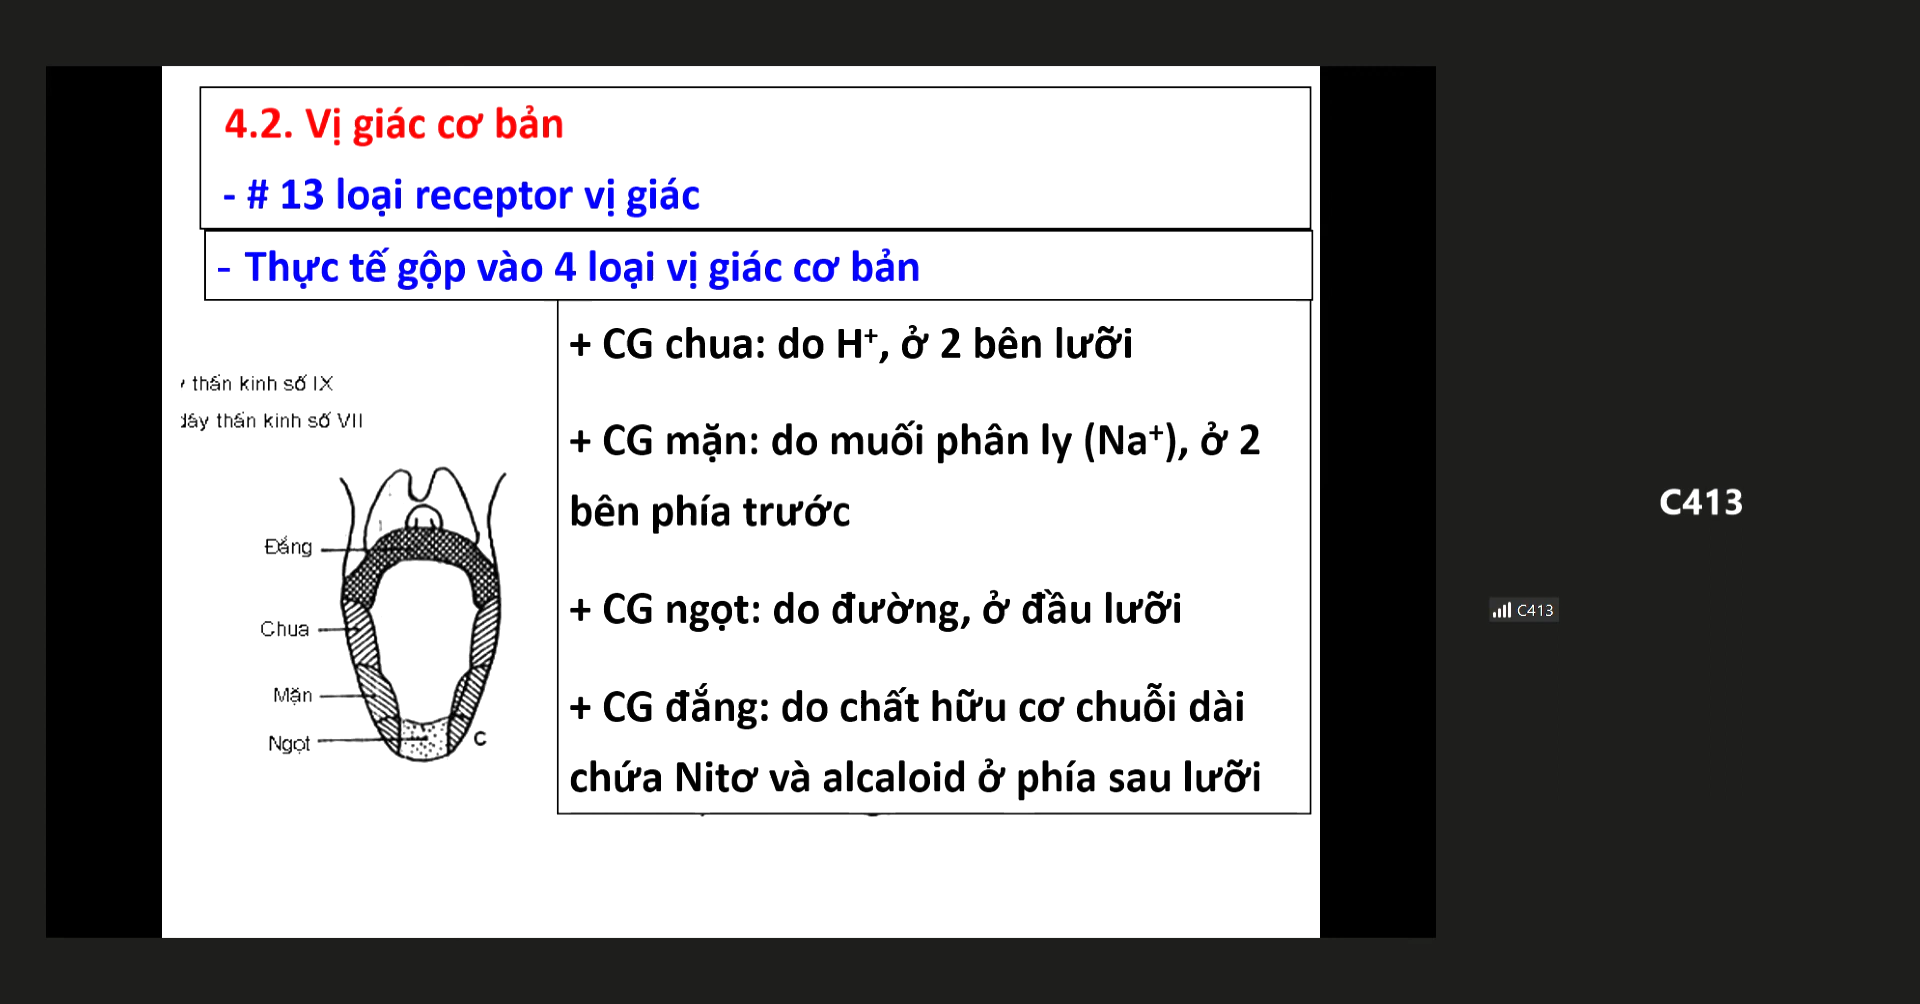 4.2. Vị giác cơ bản
- # 13 loại receptor vị giác
- Thực tế gộp vào 4 loại vị giác cơ bản
+ CG chua: do H⁺, ở 2 bên lưỡi
+ CG mặn: do muối phân ly (Na⁺), ở 2
bên phía trước
+ CG ngọt: do đường, ở đầu lưỡi
+ CG đắng: do chất hữu cơ chuỗi dài
chứa Nitơ và alcaloid ở phía sau lưỡi
thần kinh số IX
dây thần kinh số VII
Đắng
Chua
Mặn
Ngọt
C
C413
C413